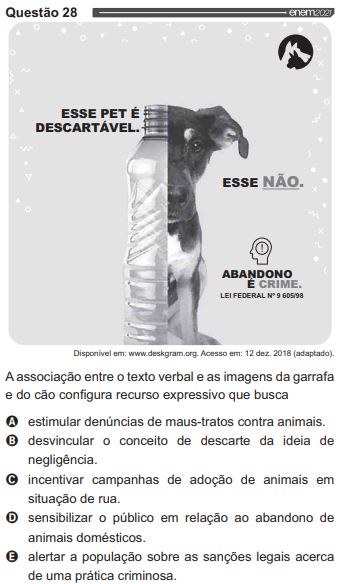 Questão 28
enem2021
ESSE PET É
DESCARTÁVEL.
ESSE NÃO.
ABANDONO
É CRIME.
LEI FEDERAL Nº 9 605/98
Disponível em: www.deskgram.org. Acesso em: 12 dez. 2018 (adaptado).
A associação entre o texto verbal e as imagens da garrafa
e do cão configura recurso expressivo que busca
A estimular denúncias de maus-tratos contra animais.
B desvincular o conceito de descarte da ideia de
negligência.
C incentivar campanhas de adoção de animais em
situação de rua.
D sensibilizar o público em relação ao abandono de
animais domésticos.
E alertar a população sobre as sanções legais acerca
de uma prática criminosa.